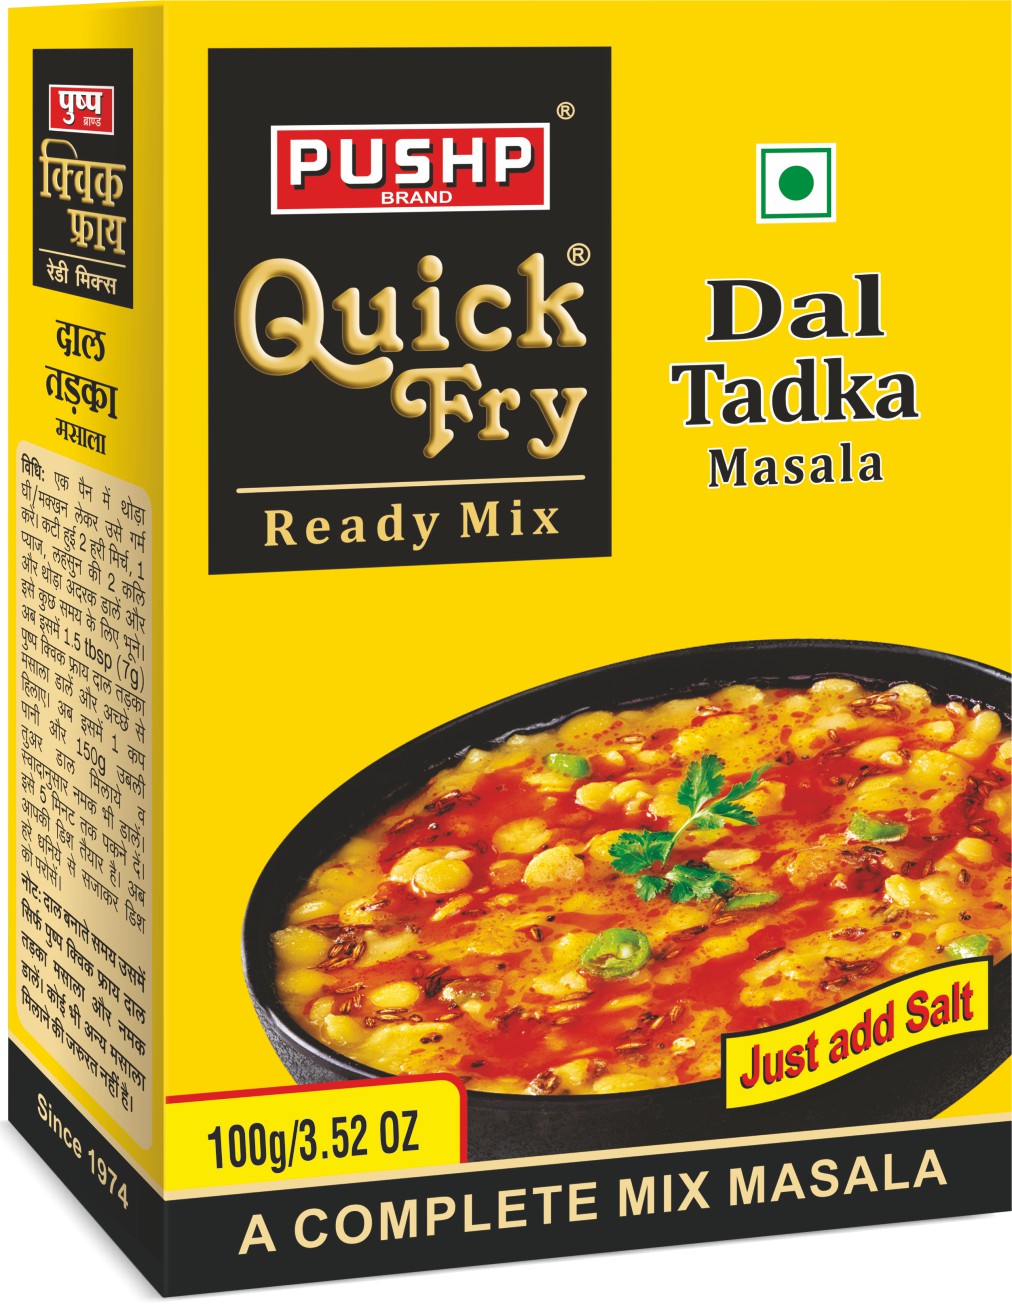 पुष्प
ब्राण्ड
क्विक
फ्राय
रेडी मिक्स
दाल
तड़का
मसाला
विधि: एक पैन में थोड़ा
घी/मक्खन लेकर उसे गर्म
करें। कटी हुई 2 हरी मिर्च, 1
प्याज, लहसुन की 2 कलि
और थोड़ा अदरक डालें और
इसे कुछ समय के लिए भूने।
अब इसमें 1.5 tbsp (7g)
पुष्प क्विक फ्राय दाल तड़का
मसाला डालें और अच्छे से
हिलाए। अब इसमें 1 कप
पानी और 150g उबली
तुअर डाल मिलाये व
स्वादानुसार नमक भी डालें।
इसे 5 मिनट तक पकने दें।
आपकी डिश तैयार है। अब
हरे धनिये से सजाकर डिश
को परोसें।
नोट: दाल बनाते समय उसमें
सिर्फ पुष्प क्विक फ्राय दाल
तड़का मसाला और नमक
डालें। कोई भी अन्य मसाला
मिलाने की जरुरत नहीं है।
Since 1974
®
PUSHP
BRAND
Quick®
Fry
Ready Mix
Dal
Tadka
Masala
Just add Salt
100g/3.52 OZ
A COMPLETE MIX MASALA